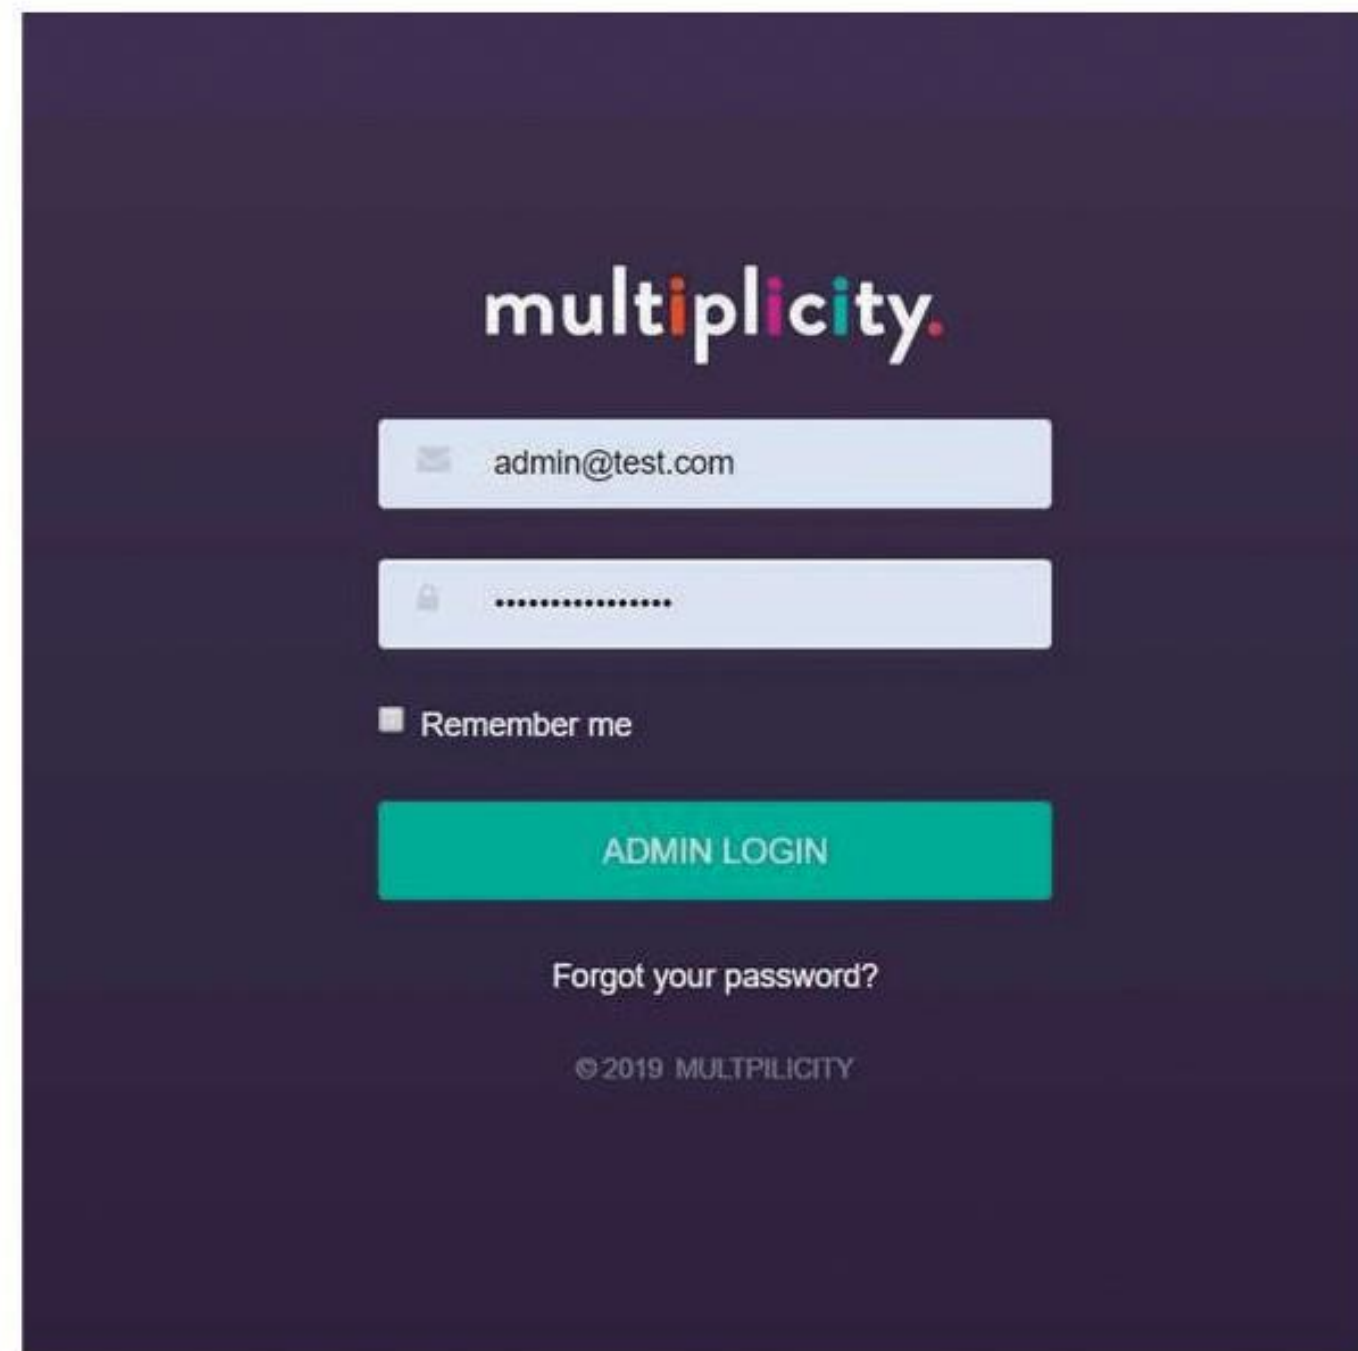 multiplicity.
admin@test.com
••••••••••••••••
Remember me
ADMIN LOGIN
Forgot your password?
© 2019 MULTPILICITY